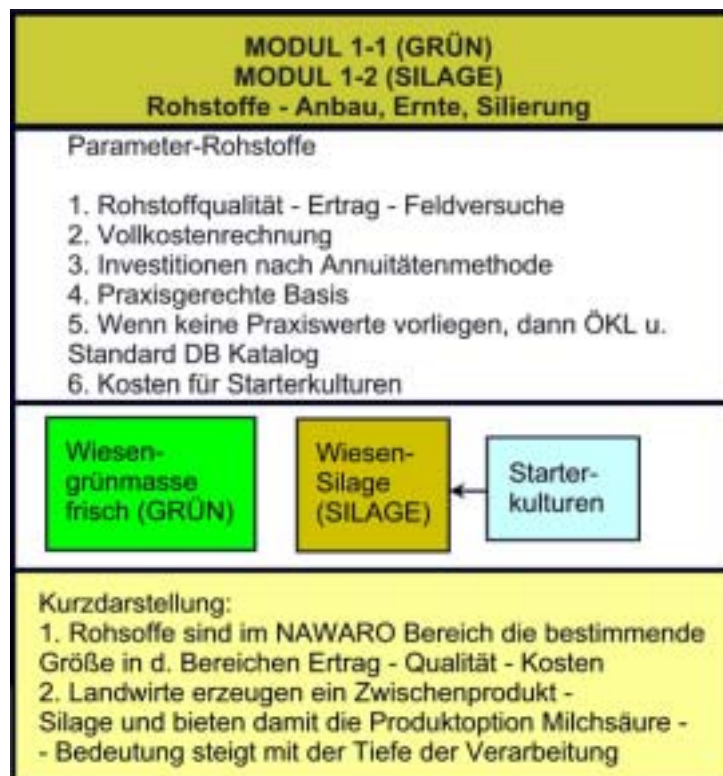 MODUL 1-1 (GRÜN)
MODUL 1-2 (SILAGE)
Rohstoffe - Anbau, Ernte, Silierung
Parameter-Rohstoffe
1. Rohstoffqualität - Ertrag - Feldversuche
2. Vollkostenrechnung
3. Investitionen nach Annuitätenmethode
4. Praxisgerechte Basis
5. Wenn keine Praxiswerte vorliegen, dann ÖKL u.
Standard DB Katalog
6. Kosten für Starterkulturen
Wiesen-
grünmasse
frisch (GRÜN)
Wiesen-
Silage
(SILAGE)
Starter-
kulturen
Kurzdarstellung:
1. Rohsoffe sind im NAWARO Bereich die bestimmende
Größe in d. Bereichen Ertrag - Qualität - Kosten
2. Landwirte erzeugen ein Zwischenprodukt -
Silage und bieten damit die Produktoption Milchsäure -
- Bedeutung steigt mit der Tiefe der Verarbeitung